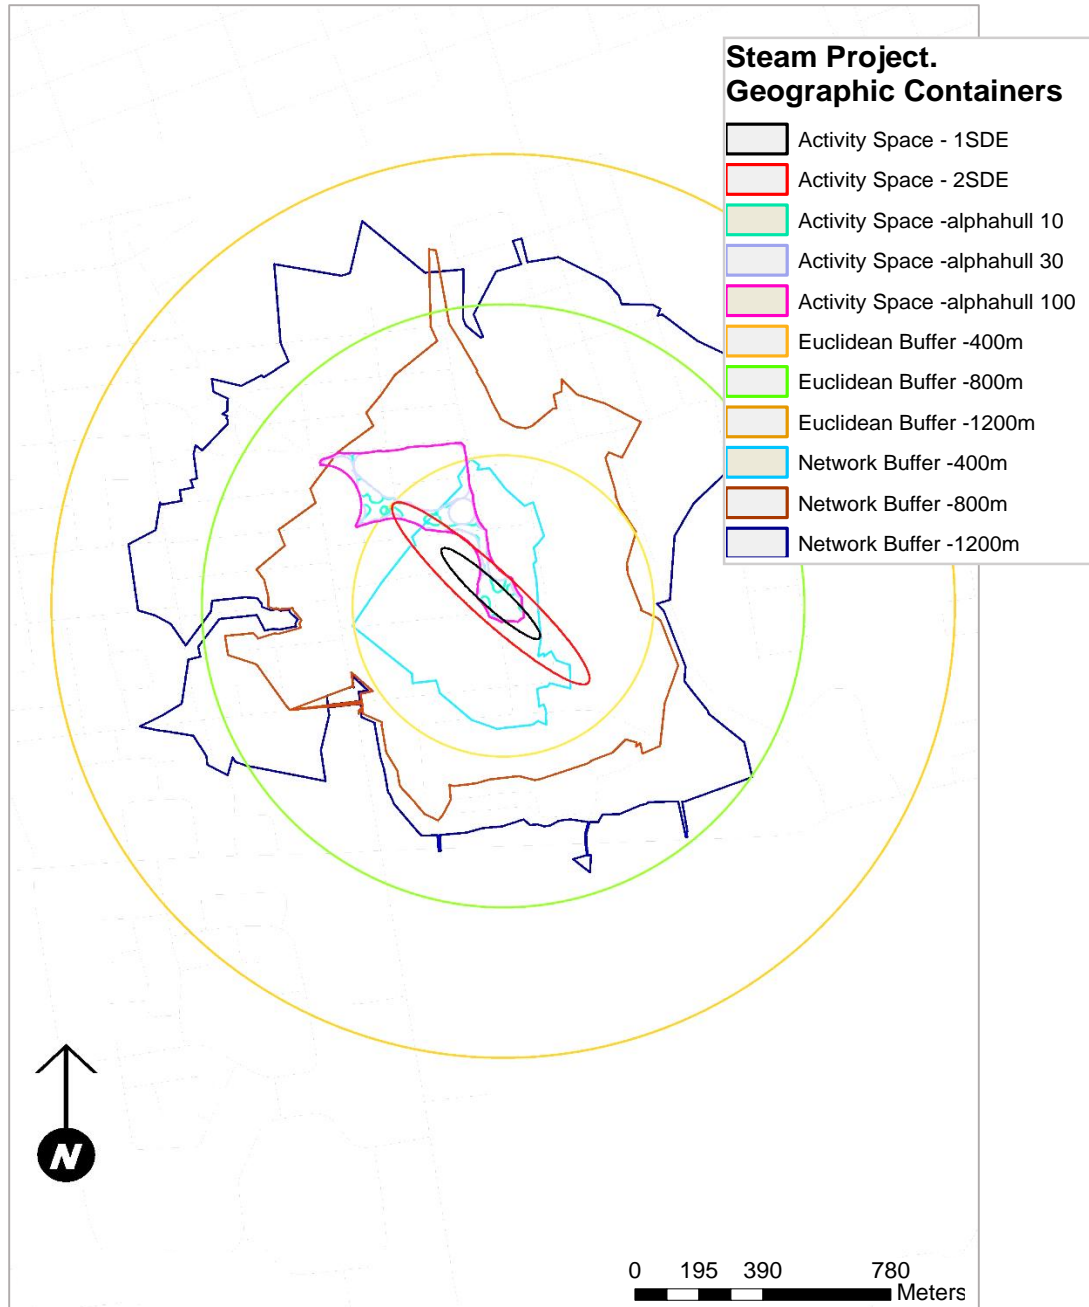 Steam Project.
Geographic Containers
Activity Space - 1SDE
Activity Space - 2SDE
Activity Space -alphahull 10
Activity Space -alphahull 30
Activity Space -alphahull 100
Euclidean Buffer -400m
Euclidean Buffer -800m
Euclidean Buffer -1200m
Network Buffer -400m
Network Buffer -800m
Network Buffer -1200m
N
0 195 390 780
Meters